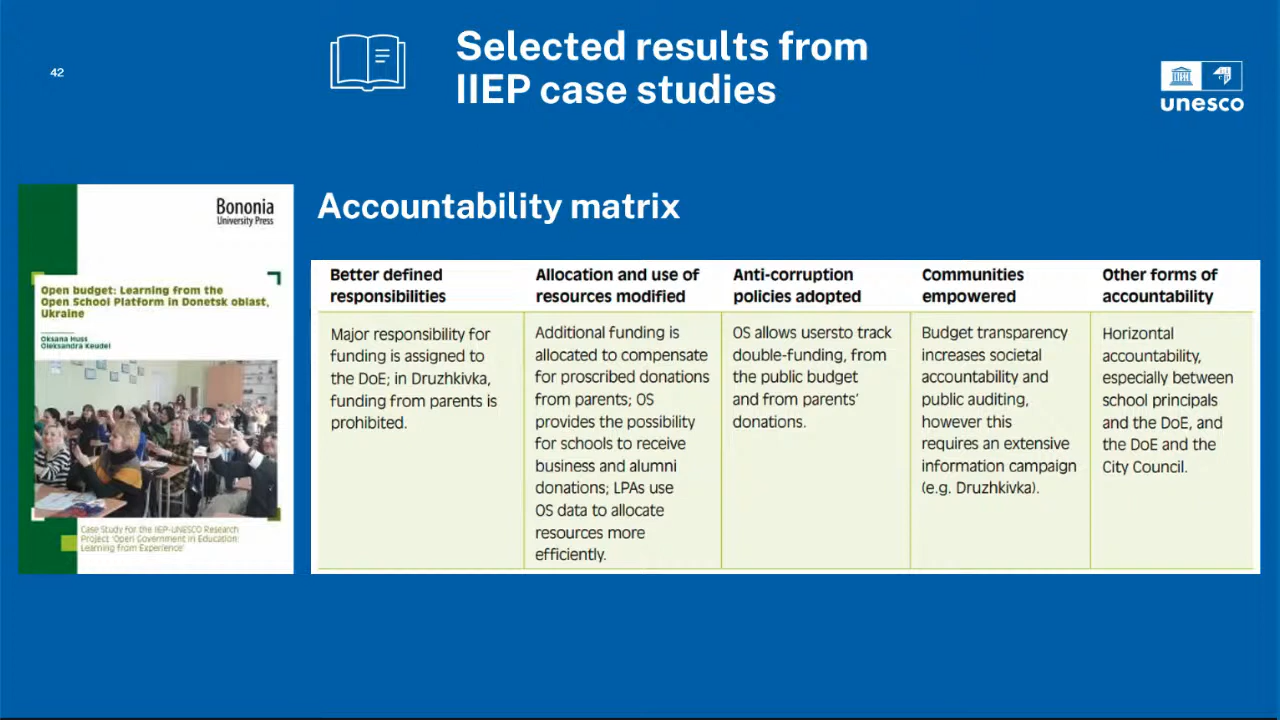 42
Selected results from
IIEP case studies
unesco
Bononia
University Press
Open budget: Learning from the
Open School Platform in Donetsk oblast,
Ukraine
Oksana Huss
Oleksandra Keudel
Case Study for the IIEP-UNESCO Research
Project 'Open Government in Education:
Learning from Experience'
Accountability matrix
Better defined
responsibilities
Major responsibility for
funding is assigned to
the DoE; in Druzhkivka,
funding from parents is
prohibited.
Allocation and use of
resources modified
Additional funding is
allocated to compensate
for proscribed donations
from parents; OS
provides the possibility
for schools to receive
business and alumni
donations; LPAs use
OS data to allocate
resources more
efficiently.
Anti-corruption
policies adopted
OS allows usersto track
double-funding, from
the public budget
and from parents'
donations.
Communities
empowered
Budget transparency
increases societal
accountability and
public auditing,
however this
requires an extensive
information campaign
(e.g. Druzhkivka).
Other forms of
accountability
Horizontal
accountability,
especially between
school principals
and the DoE, and
the DoE and the
City Council.